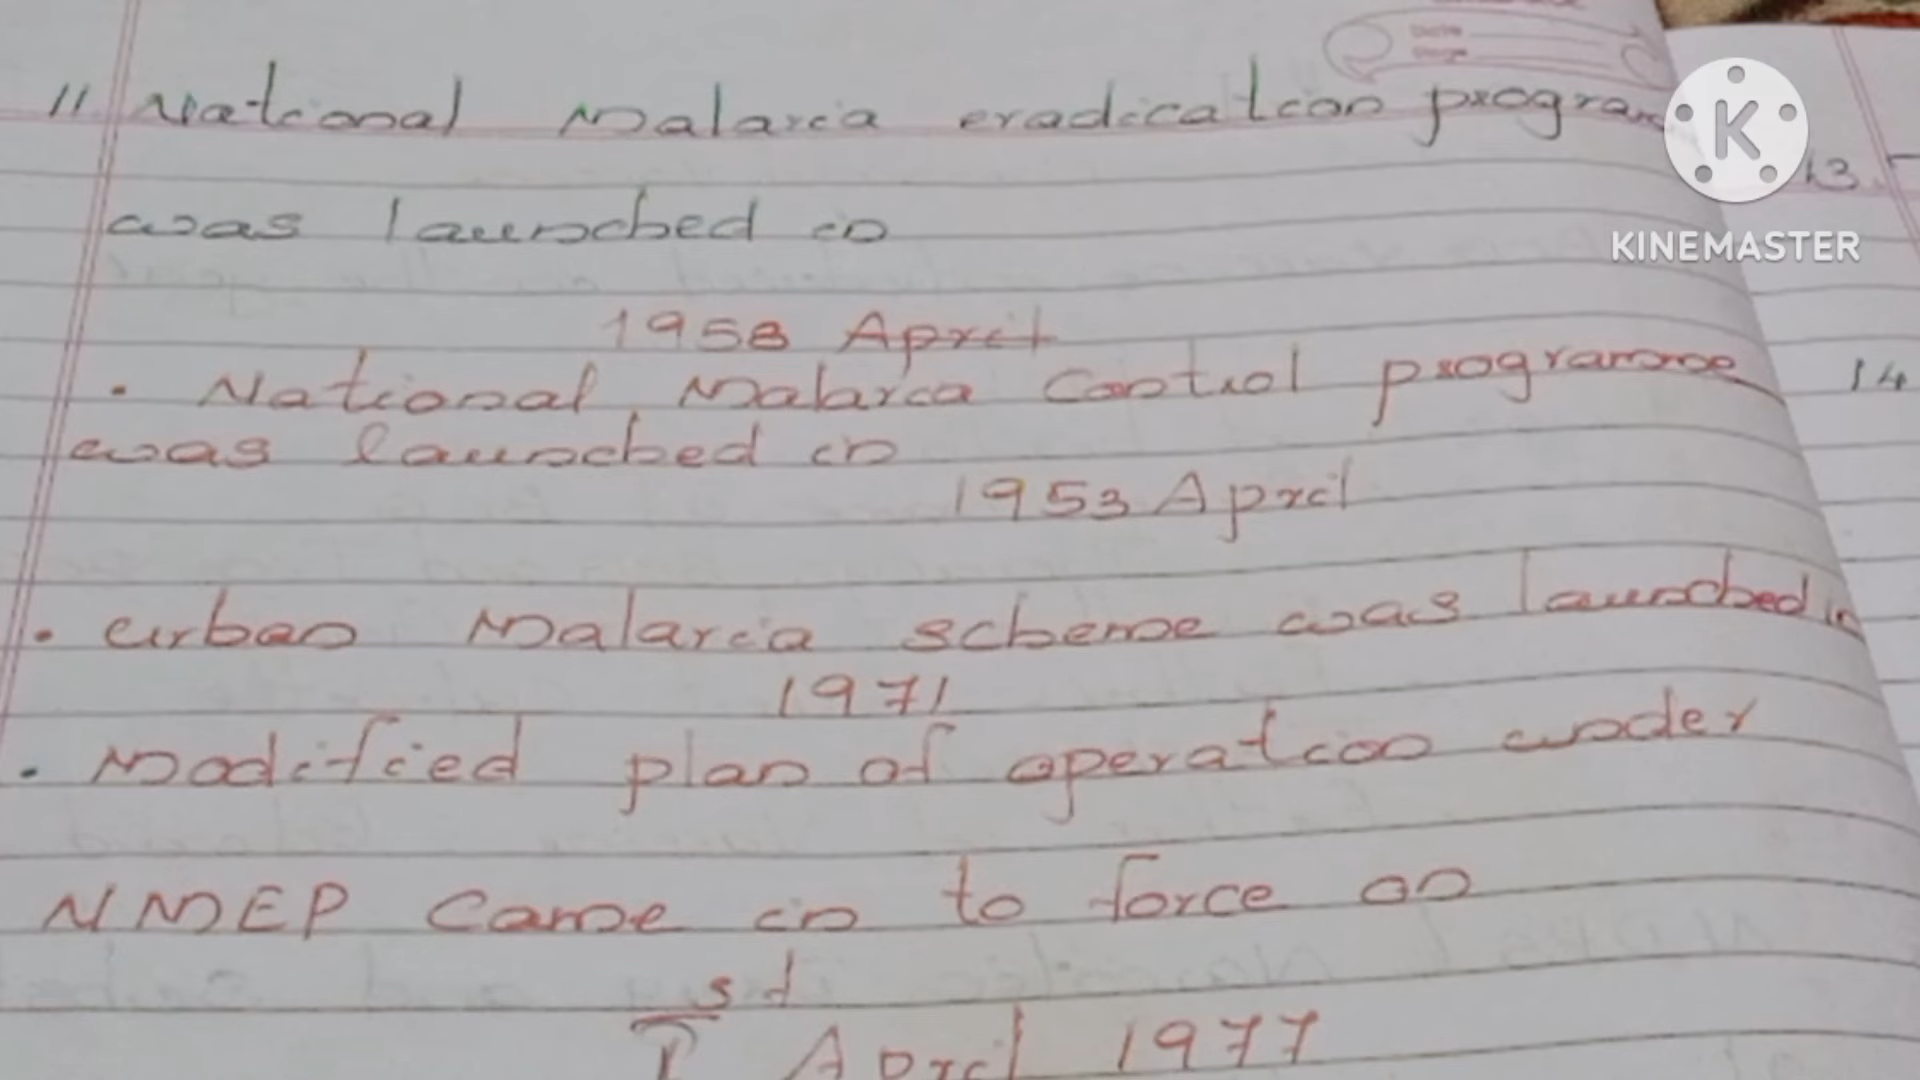 11 National Malaria eradication program
was launched in
1958 April
. National Malaria Control programme
was launched in
1953 April
. urban Malaria scheme was launched in
1971
. Modified plan of operation under
NMEP Came in to force on
1st April 1977
13.
14
KINEMASTER